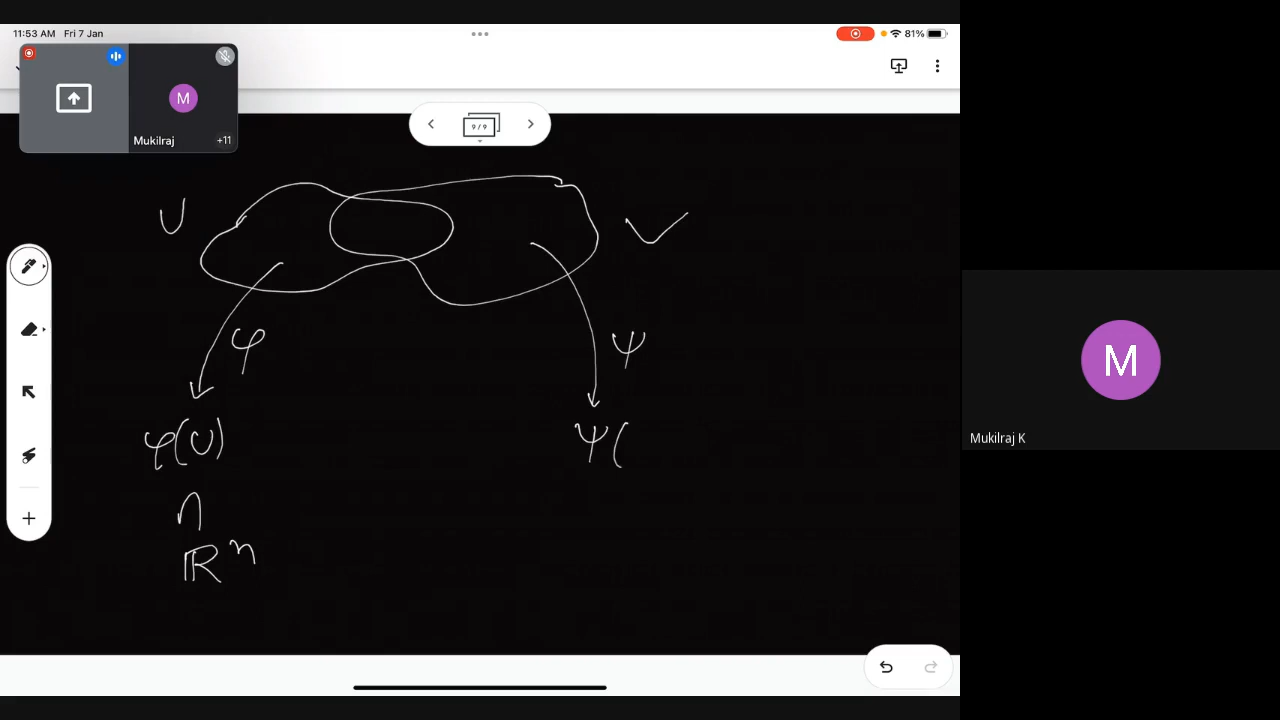 11:53 AM Fri 7 Jan
81%
M
Mukilraj
+11
9/9
U
V
φ
ψ
φ(U)
ψ(
∩
ℝⁿ
M
Mukilraj K